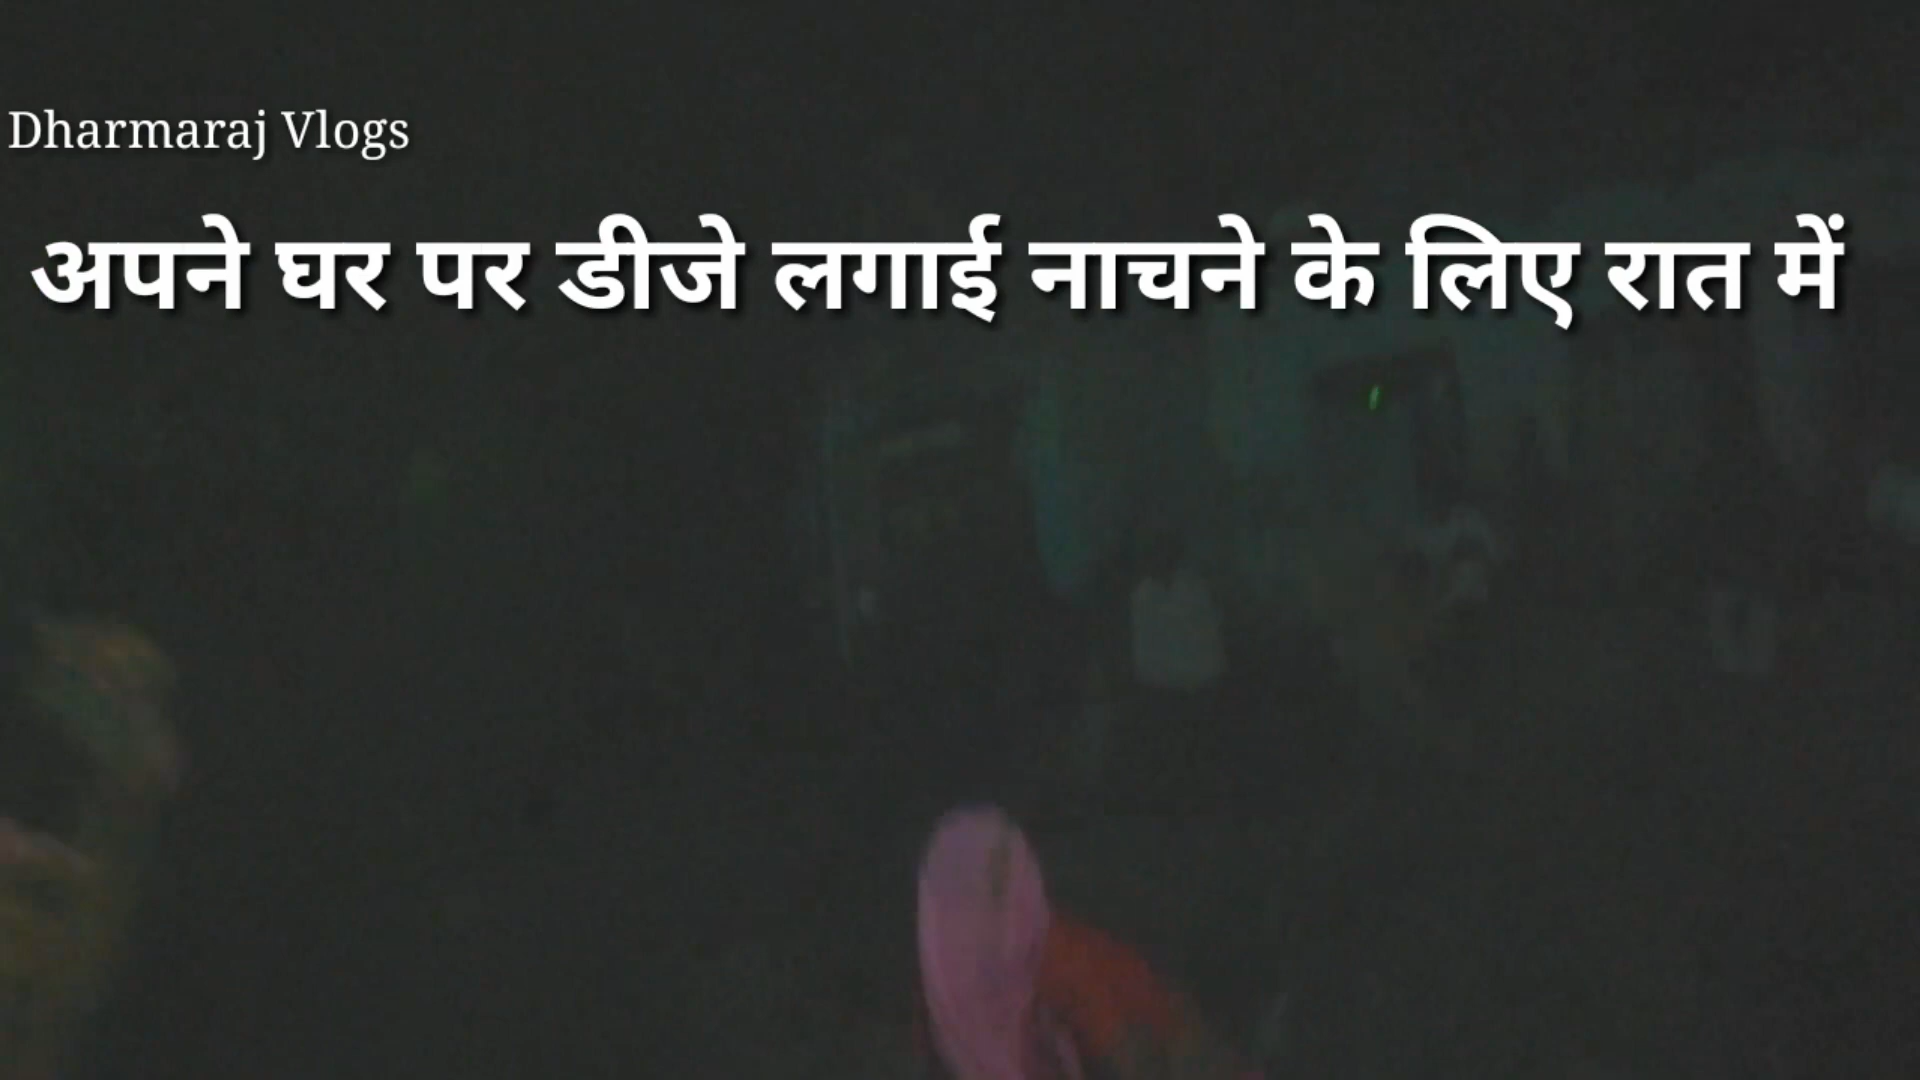 Dharmaraj Vlogs
अपने घर पर डीजे लगाई नाचने के लिए रात में